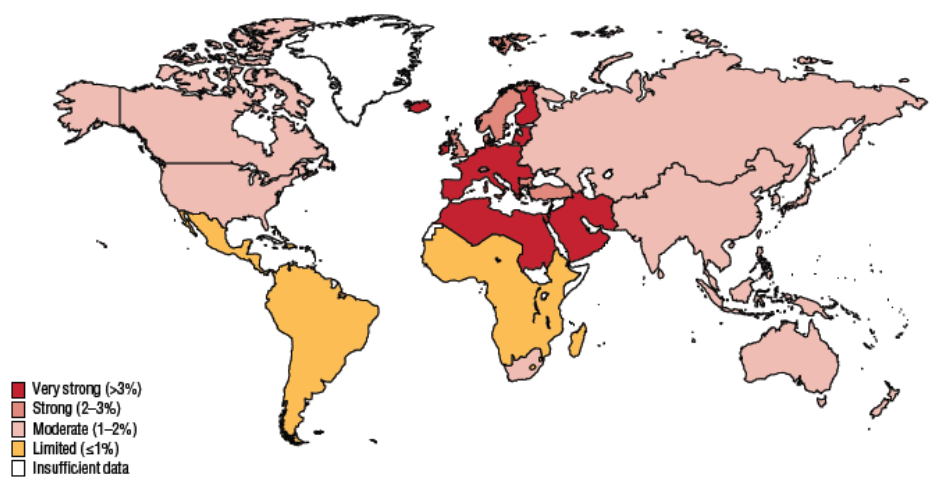 Very strong (>3%)
Strong (2–3%)
Moderate (1–2%)
Limited (≤1%)
Insufficient data